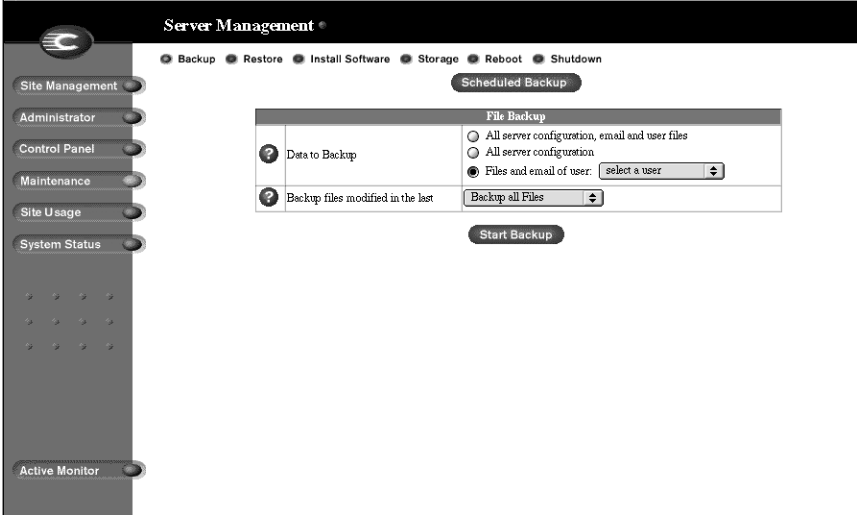 Server Management
Backup Restore Install Software Storage Reboot Shutdown
Scheduled Backup
Site Management
Administrator
Control Panel
Maintenance
Site Usage
System Status
Active Monitor
File Backup
Data to Backup
All server configuration, email and user files
All server configuration
Files and email of user: select a user
Backup files modified in the last Backup all Files
Start Backup